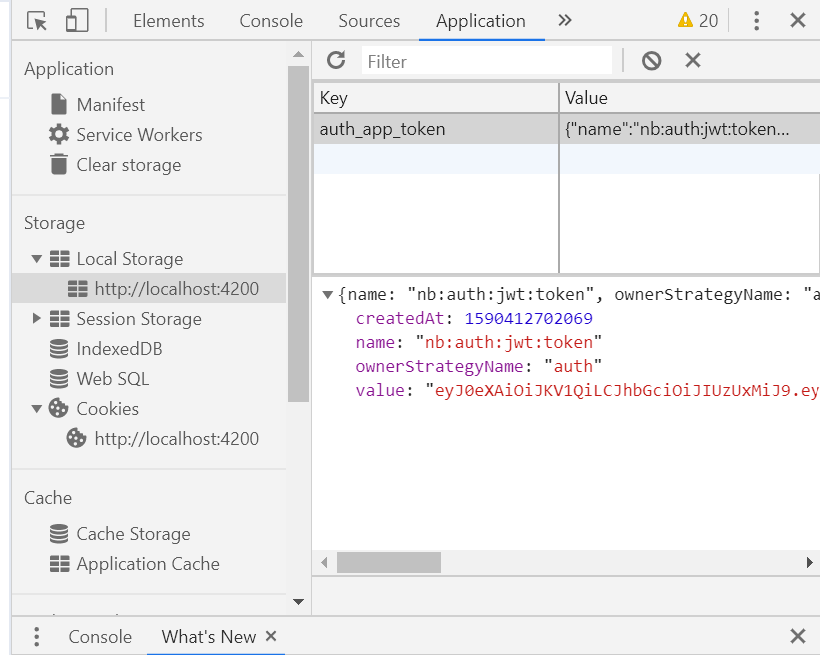 Elements Console Sources Application » 20
Application
Manifest
Service Workers
Clear storage
Storage
Local Storage
http://localhost:4200
Session Storage
IndexedDB
Web SQL
Cookies
http://localhost:4200
Cache
Cache Storage
Application Cache
Filter
Key Value
auth_app_token {"name":"nb:auth:jwt:token...
{name: "nb:auth:jwt:token", ownerStrategyName: "a
createdAt: 1590412702069
name: "nb:auth:jwt:token"
ownerStrategyName: "auth"
value: "eyJ0eXAiOiJKV1QiLCJhbGciOiJIUzUxMiJ9.ey
Console What's New